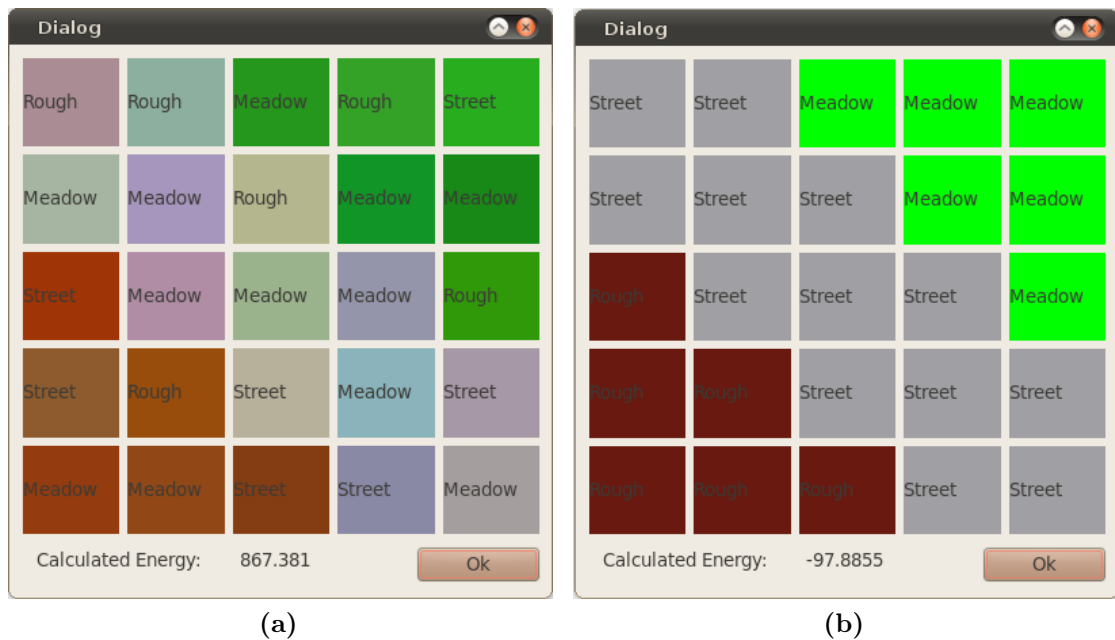 Dialog
Rough Rough Meadow Rough Street
Meadow Meadow Rough Meadow Meadow
Street Meadow Meadow Meadow Rough
Street Rough Street Meadow Street
Meadow Meadow Street Street Meadow
Calculated Energy: 867.381 Ok
(a)
Dialog
Street Street Meadow Meadow Meadow
Street Street Street Meadow Meadow
Rough Street Street Street Meadow
Rough Rough Street Street Street
Rough Rough Rough Street Street
Calculated Energy: -97.8855 Ok
(b)